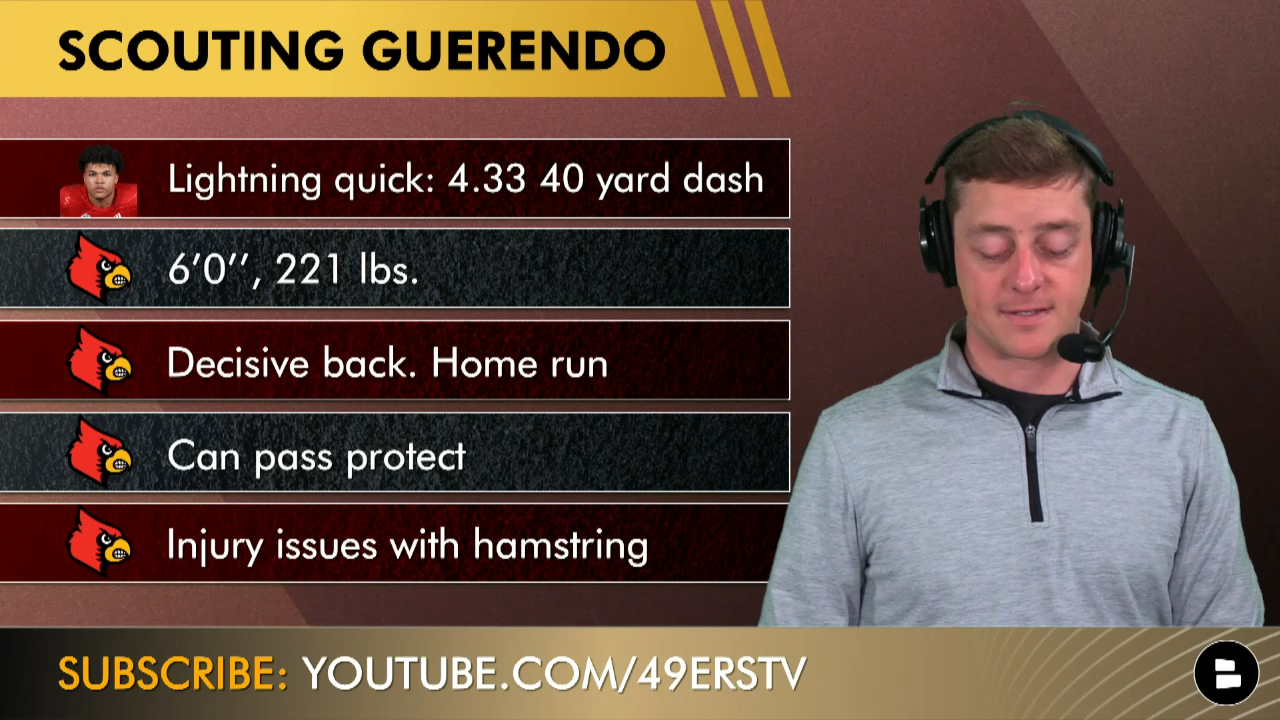 SCOUTING GUERENDO
Lightning quick: 4.33 40 yard dash
6’0’’, 221 lbs.
Decisive back. Home run
Can pass protect
Injury issues with hamstring
SUBSCRIBE: YOUTUBE.COM/49ERSTV